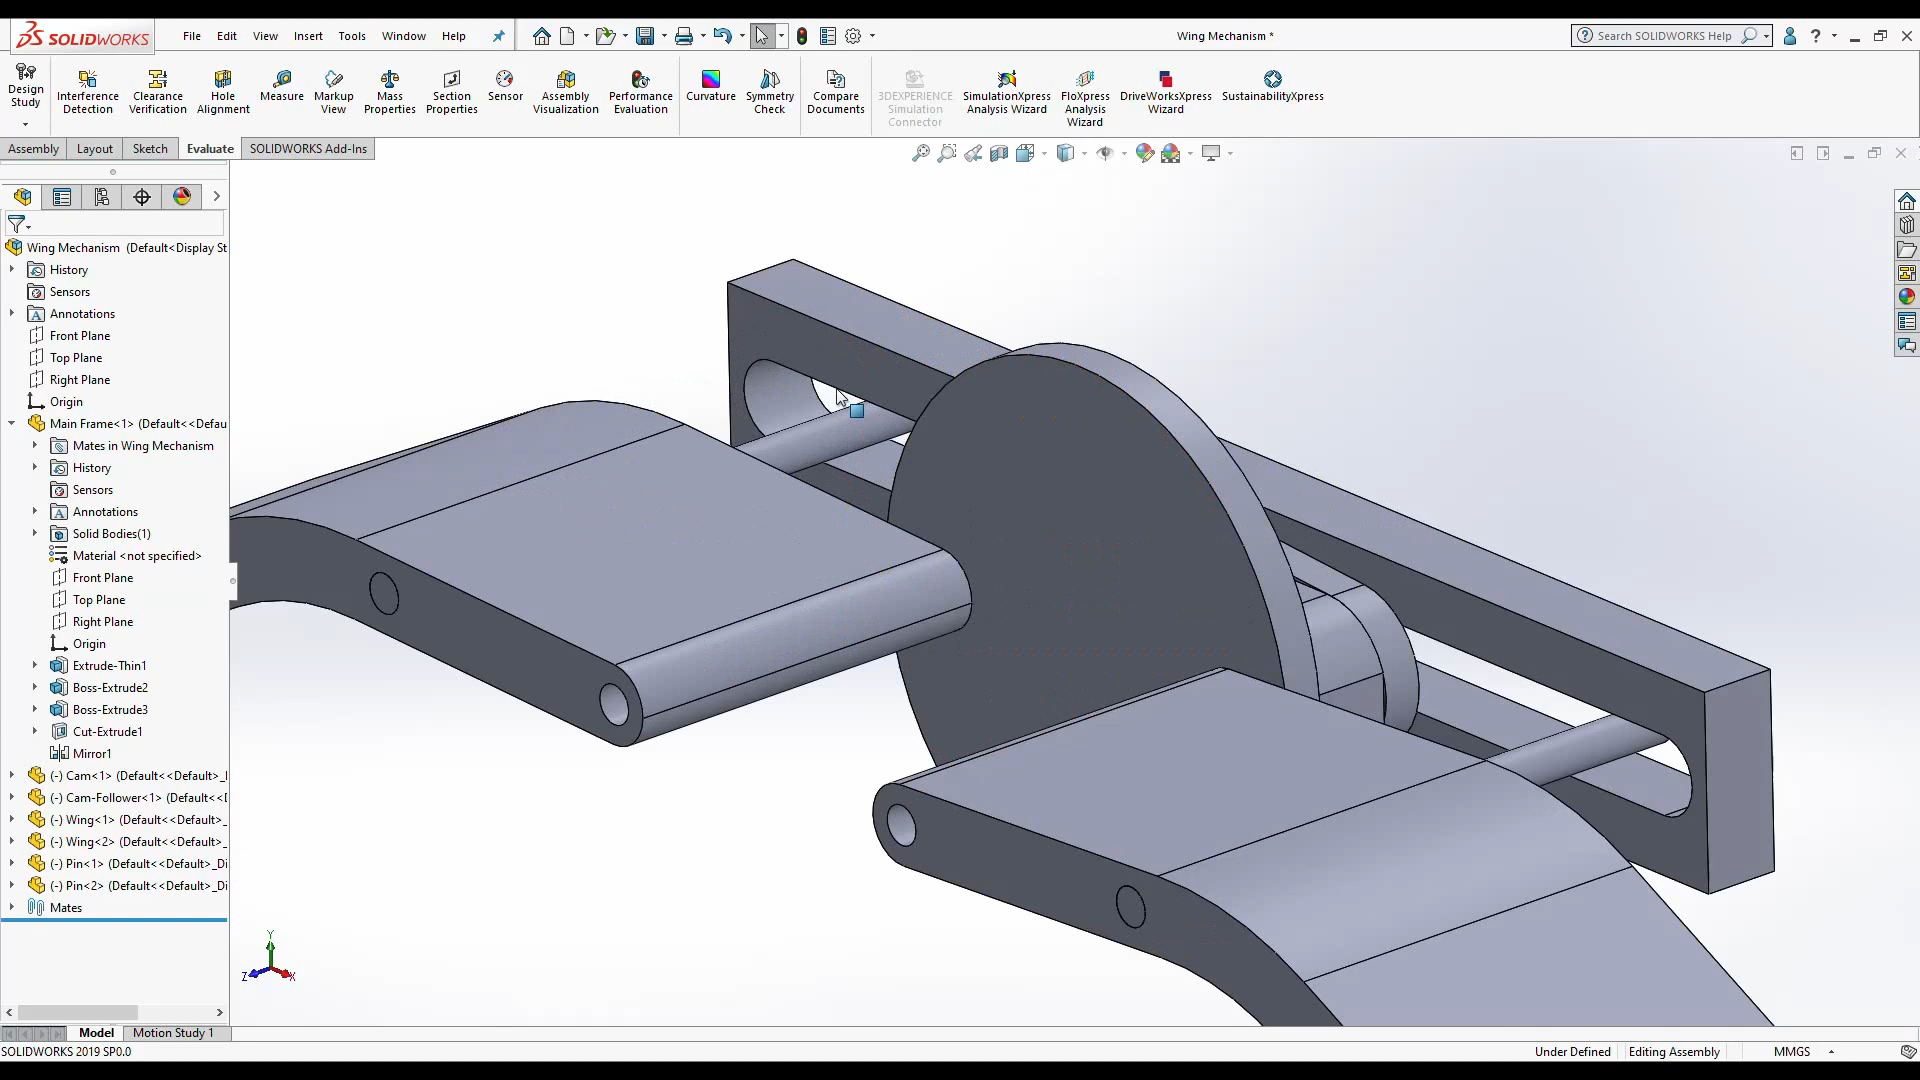 SOLIDWORKS
File Edit View Insert Tools Window Help
Wing Mechanism *
Search SOLIDWORKS Help
Design Study
Interference Detection
Clearance Verification
Hole Alignment
Measure
Markup View
Mass Properties
Section Properties
Sensor
Assembly Visualization
Performance Evaluation
Curvature
Symmetry Check
Compare Documents
3DEXPERIENCE Simulation Connector
SimulationXpress Analysis Wizard
FloXpress Analysis Wizard
DriveWorksXpress Wizard
SustainabilityXpress
Assembly Layout Sketch Evaluate SOLIDWORKS Add-Ins
Wing Mechanism (Default<Display St
History
Sensors
Annotations
Front Plane
Top Plane
Right Plane
Origin
Main Frame<1> (Default<<Defau
Mates in Wing Mechanism
History
Sensors
Annotations
Solid Bodies(1)
Material <not specified>
Front Plane
Top Plane
Right Plane
Origin
Extrude-Thin1
Boss-Extrude2
Boss-Extrude3
Cut-Extrude1
Mirror1
(-) Cam<1> (Default<<Default>_
(-) Cam-Follower<1> (Default<<
(-) Wing<1> (Default<<Default>_
(-) Wing<2> (Default<<Default>_
(-) Pin<1> (Default<<Default>_Di
(-) Pin<2> (Default<<Default>_Di
Mates
Y
Z X
Model Motion Study 1
SOLIDWORKS 2019 SP0.0
Under Defined Editing Assembly MMGS